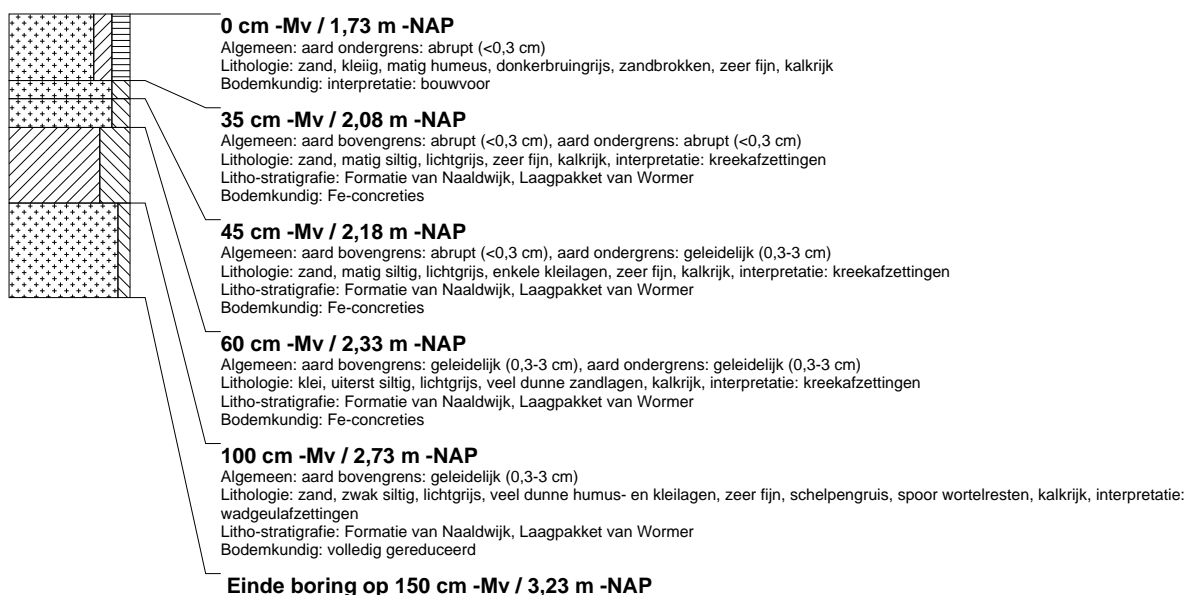 0 cm -Mv / 1,73 m -NAP
Algemeen: aard ondergrens: abrupt (<0,3 cm)
Lithologie: zand, kleiig, matig humeus, donkerbruingrijs, zandbrokken, zeer fijn, kalkrijk
Bodemkundig: interpretatie: bouwvoor
35 cm -Mv / 2,08 m -NAP
Algemeen: aard bovengrens: abrupt (<0,3 cm), aard ondergrens: abrupt (<0,3 cm)
Lithologie: zand, matig siltig, lichtgrijs, zeer fijn, kalkrijk, interpretatie: kreekafzettingen
Litho-stratigrafie: Formatie van Naaldwijk, Laagpakket van Wormer
Bodemkundig: Fe-concreties
45 cm -Mv / 2,18 m -NAP
Algemeen: aard bovengrens: abrupt (<0,3 cm), aard ondergrens: geleidelijk (0,3-3 cm)
Lithologie: zand, matig siltig, lichtgrijs, enkele kleilagen, zeer fijn, kalkrijk, interpretatie: kreekafzettingen
Litho-stratigrafie: Formatie van Naaldwijk, Laagpakket van Wormer
Bodemkundig: Fe-concreties
60 cm -Mv / 2,33 m -NAP
Algemeen: aard bovengrens: geleidelijk (0,3-3 cm), aard ondergrens: geleidelijk (0,3-3 cm)
Lithologie: klei, uiterst siltig, lichtgrijs, veel dunne zandlagen, kalkrijk, interpretatie: kreekafzettingen
Litho-stratigrafie: Formatie van Naaldwijk, Laagpakket van Wormer
Bodemkundig: Fe-concreties
100 cm -Mv / 2,73 m -NAP
Algemeen: aard bovengrens: geleidelijk (0,3-3 cm)
Lithologie: zand, zwak siltig, lichtgrijs, veel dunne humus- en kleilagen, zeer fijn, schelpengruis, spoor wortelresten, kalkrijk, interpretatie:
wadgeulafzettingen
Litho-stratigrafie: Formatie van Naaldwijk, Laagpakket van Wormer
Bodemkundig: volledig gereduceerd
Einde boring op 150 cm -Mv / 3,23 m -NAP